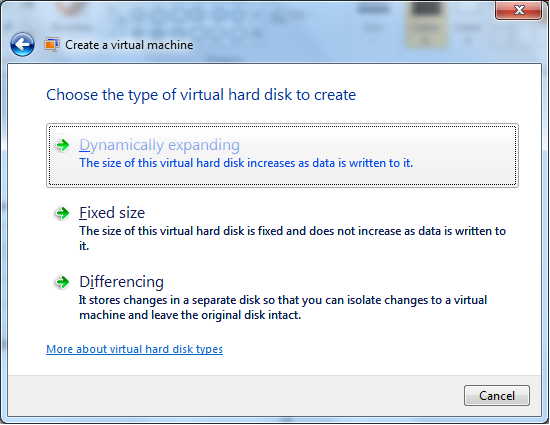 Create a virtual machine
Choose the type of virtual hard disk to create
Dynamically expanding
The size of this virtual hard disk increases as data is written to it.
Fixed size
The size of this virtual hard disk is fixed and does not increase as data is written to
it.
Differencing
It stores changes in a separate disk so that you can isolate changes to a virtual
machine and leave the original disk intact.
More about virtual hard disk types
Cancel